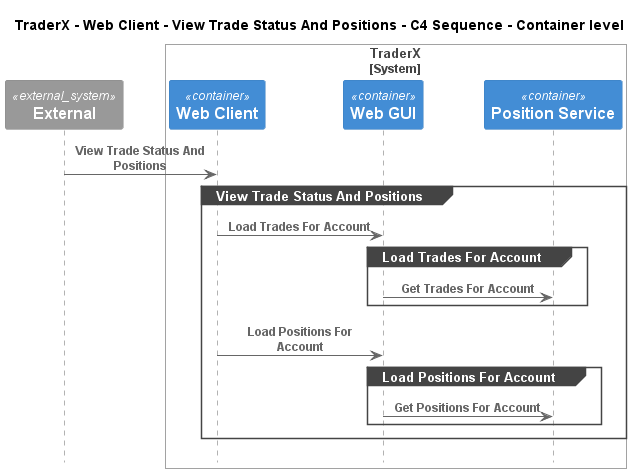 TraderX - Web Client - View Trade Status And Positions - C4 Sequence - Container level
TraderX
[System]
«external_system»
External
«container»
Web Client
«container»
Web GUI
«container»
Position Service
View Trade Status And
Positions
View Trade Status And Positions
Load Trades For Account
Load Trades For Account
Get Trades For Account
Load Positions For
Account
Load Positions For Account
Get Positions For Account